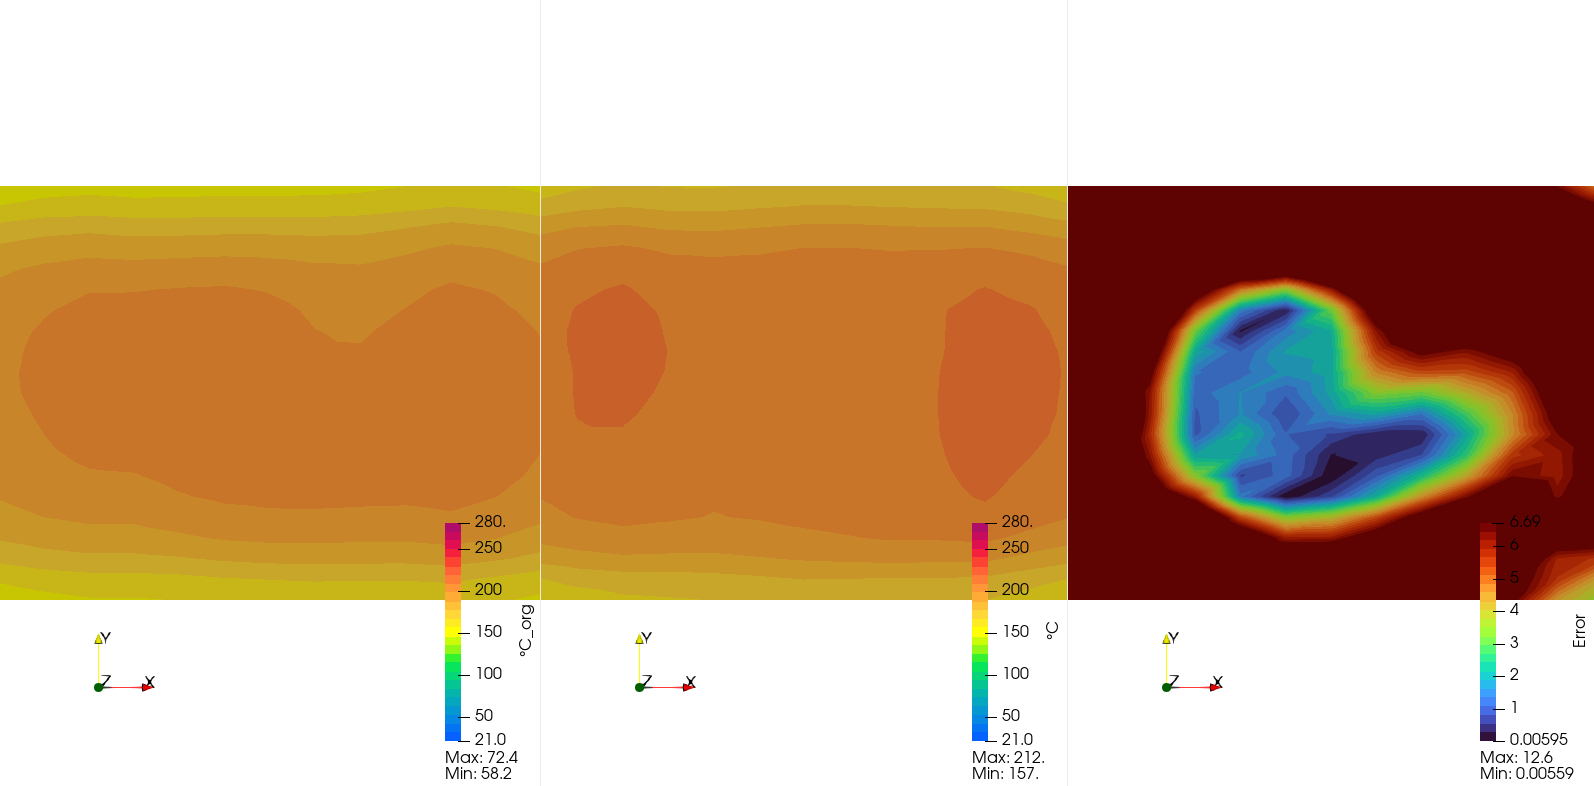 280.
250
200
150
100
50
21.0
°C_org
Max: 72.4
Min: 58.2
Y
Z
X
280.
250
200
150
100
50
21.0
°C
Max: 212.
Min: 157.
Y
Z
X
6.69
6
5
4
3
2
1
0.00595
Error
Max: 12.6
Min: 0.00559
Y
Z
X